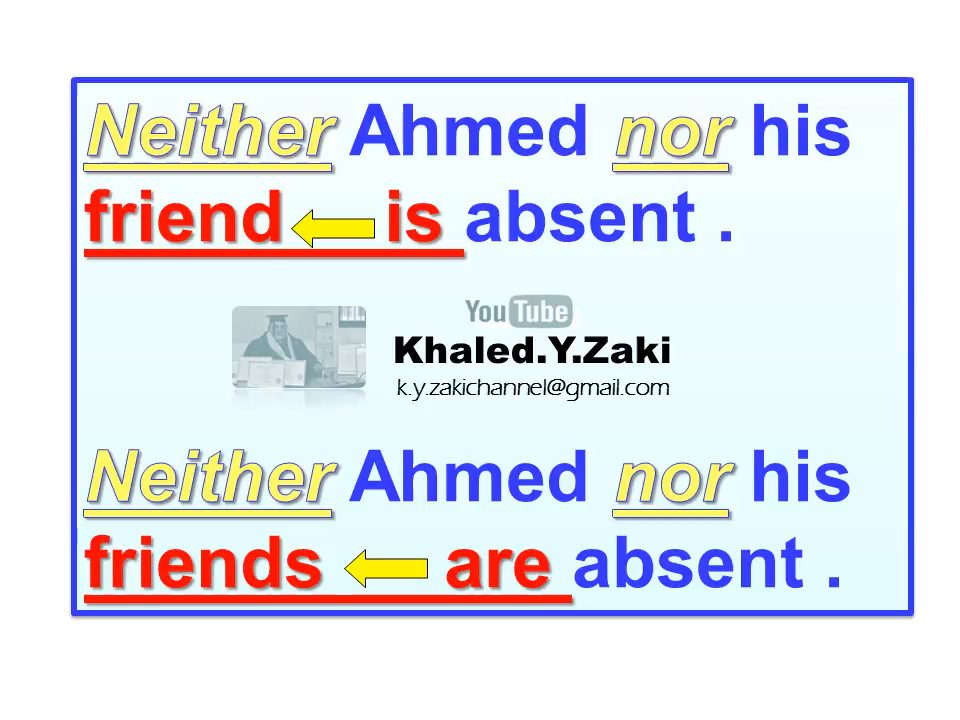 Neither Ahmed nor his
friend is absent .
YouTube
Khaled.Y.Zaki
k.y.zakichannel@gmail.com
Neither Ahmed nor his
friends are absent .